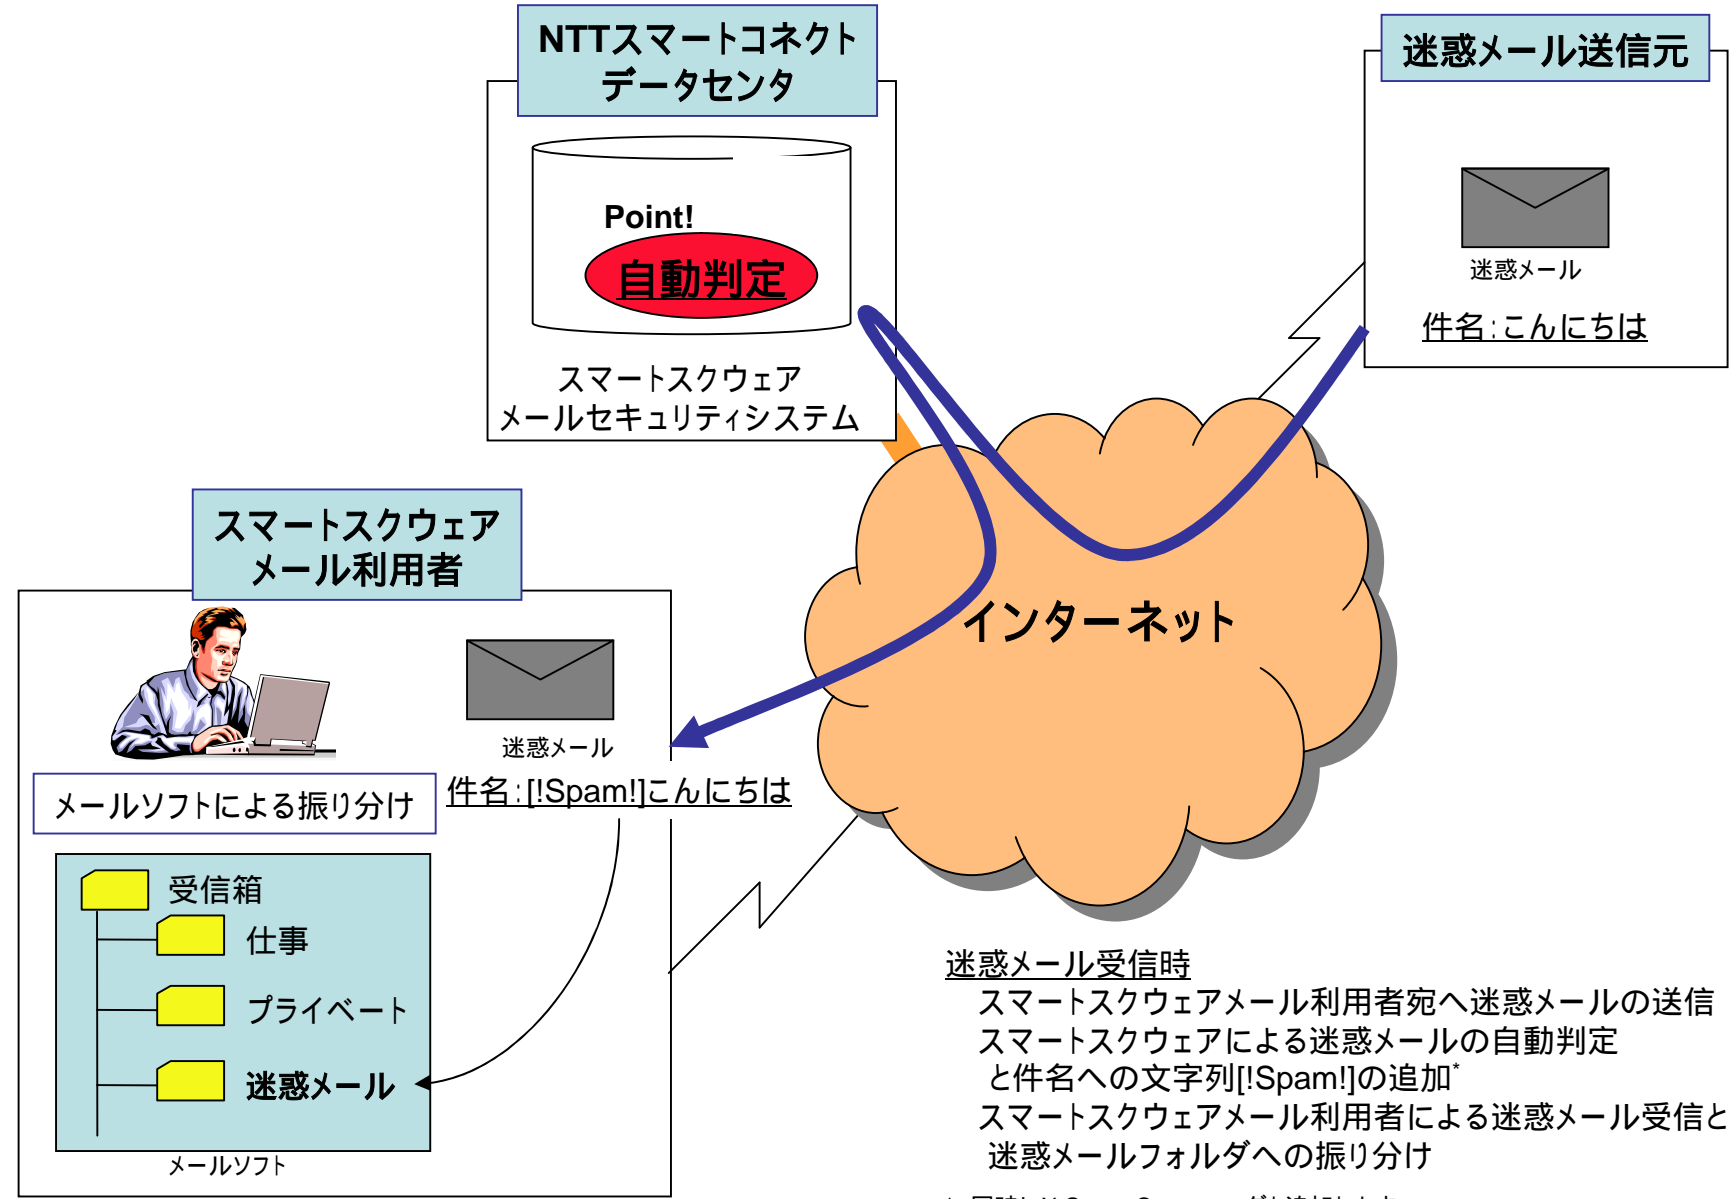 NTTスマートコネクト
データセンタ
Point!
自動判定
スマートスクウェア
メールセキュリティシステム
迷惑メール送信元
迷惑メール
件名:こんにちは
インターネット
スマートスクウェア
メール利用者
迷惑メール
件名:[!Spam!]こんにちは
メールソフトによる振り分け
受信箱
仕事
プライベート
迷惑メール
メールソフト
迷惑メール受信時
スマートスクウェアメール利用者宛へ迷惑メールの送信
スマートスクウェアによる迷惑メールの自動判定
と件名への文字列[!Spam!]の追加*
スマートスクウェアメール利用者による迷惑メール受信と
迷惑メールフォルダへの振り分け